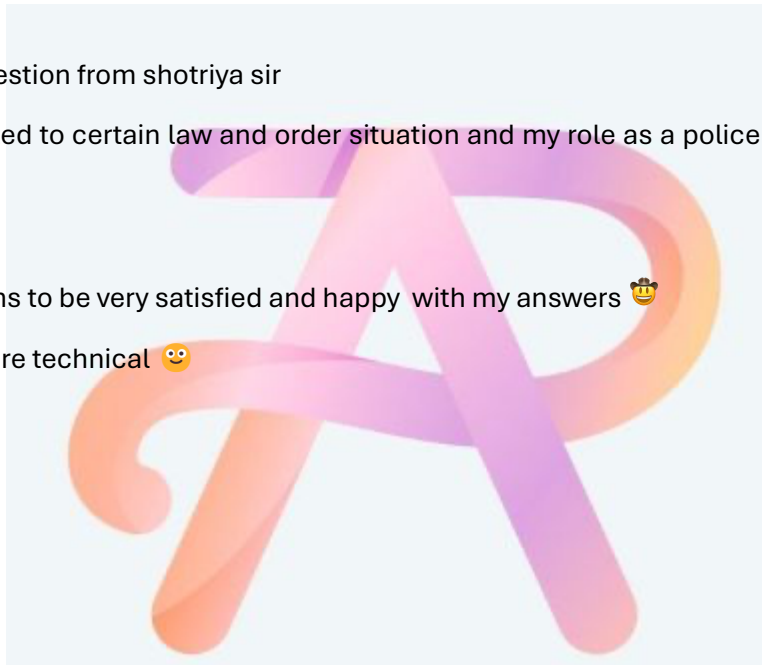 estion from shotriya sir
ed to certain law and order situation and my role as a police
ns to be very satisfied and happy with my answers 🤠
re technical 🙂